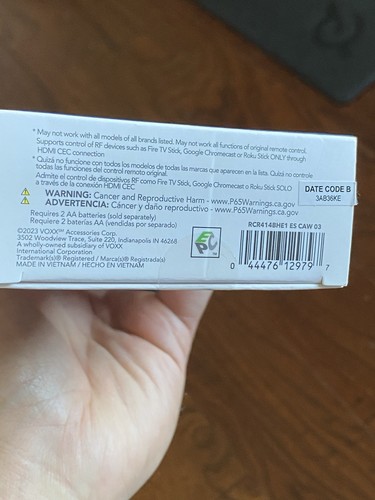 * May not work with all models of all brands listed. May not work all functions of original remote control.
Supports control of RF devices such as Fire TV Stick, Google Chromecast or Roku Stick ONLY through
HDMI CEC connection
* Quizá no funcione con todos los modelos de todas las marcas que aparecen en la lista. Quizá no controle
todas las funciones del control remoto original.
Admite el control de dispositivos RF como Fire TV Stick, Google Chromecast o Roku Stick SOLO
a través de la conexión HDMI CEC
DATE CODE B
3AB36KE
WARNING: Cancer and Reproductive Harm - www.P65Warnings.ca.gov
ADVERTENCIA: Cáncer y daño reproductivo - www.P65Warnings.ca.gov
Requires 2 AA batteries (sold separately)
Requiere 2 baterías AA (vendidas por separado)
©2023 VOXX℠ Accessories Corp.
3502 Woodview Trace, Suite 220, Indianapolis IN 46268
A wholly-owned subsidiary of VOXX
International Corporation
Trademark(s)® Registered / Marca(s)® Registrada(s)
MADE IN VIETNAM / HECHO EN VIETNAM
EPC
RCR414BHE1 ES CAW 03
0 44476 12979 7